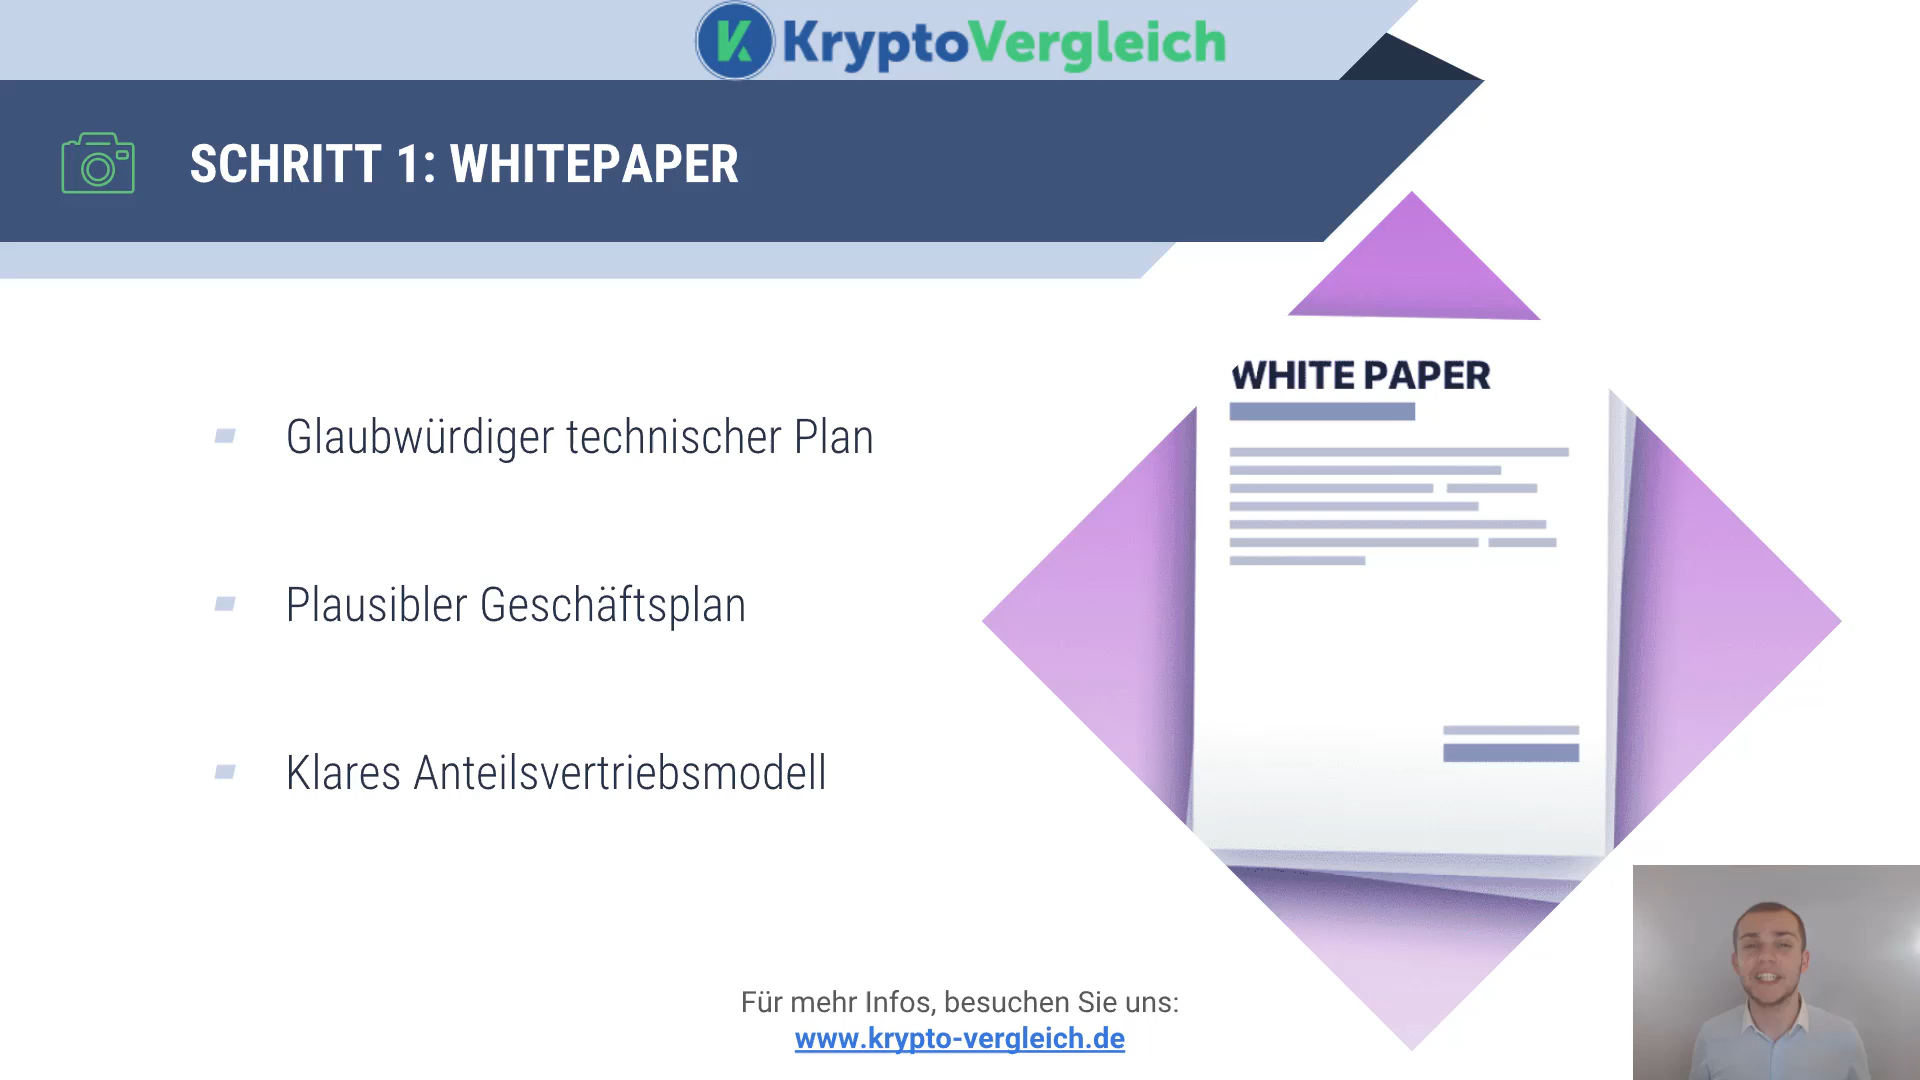 KryptoVergleich
SCHRITT 1: WHITEPAPER
Glaubwürdiger technischer Plan
Plausibler Geschäftsplan
Klares Anteilsvertriebsmodell
WHITE PAPER
Für mehr Infos, besuchen Sie uns:
www.krypto-vergleich.de